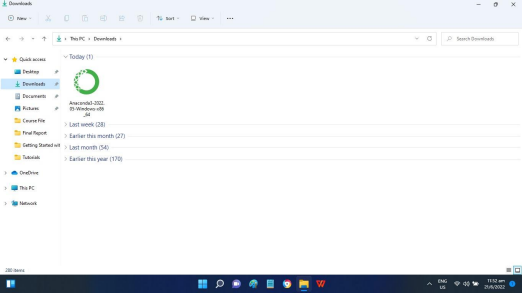 Downloads
New
Sort
View
This PC > Downloads >
Search Downloads
Quick access
Desktop
Downloads
Documents
Pictures
Course File
Final Report
Getting Started wit
Tutorials
OneDrive
This PC
Network
Today (1)
Anaconda3-2022.
05-Windows-x86
_64
Last week (28)
Earlier this month (27)
Last month (54)
Earlier this year (170)
280 items
ENG
US
11:52 am
21/6/2022